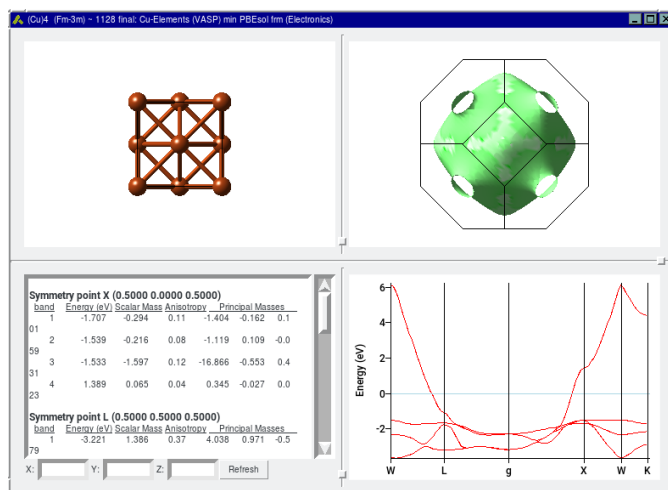 (Cu)4 (Fm-3m) ~ 1128 final: Cu-Elements (VASP) min PBEsol frm (Electronics)
Symmetry point X (0.5000 0.0000 0.5000)
band Energy (eV) Scalar Mass Anisotropy Principal Masses
1 -1.707 -0.294 0.11 -1.404 -0.162 0.1
01
2 -1.539 -0.216 0.08 -1.119 0.109 -0.0
59
3 -1.533 -1.597 0.12 -16.866 -0.553 0.4
31
4 1.389 0.065 0.04 0.345 -0.027 -0.0
23
Symmetry point L (0.5000 0.5000 0.5000)
band Energy (eV) Scalar Mass Anisotropy Principal Masses
1 -3.221 1.386 0.37 4.038 0.971 -0.5
79
X: Y: Z: Refresh
Energy (eV)
6
4
2
0
-2
W L g X W K